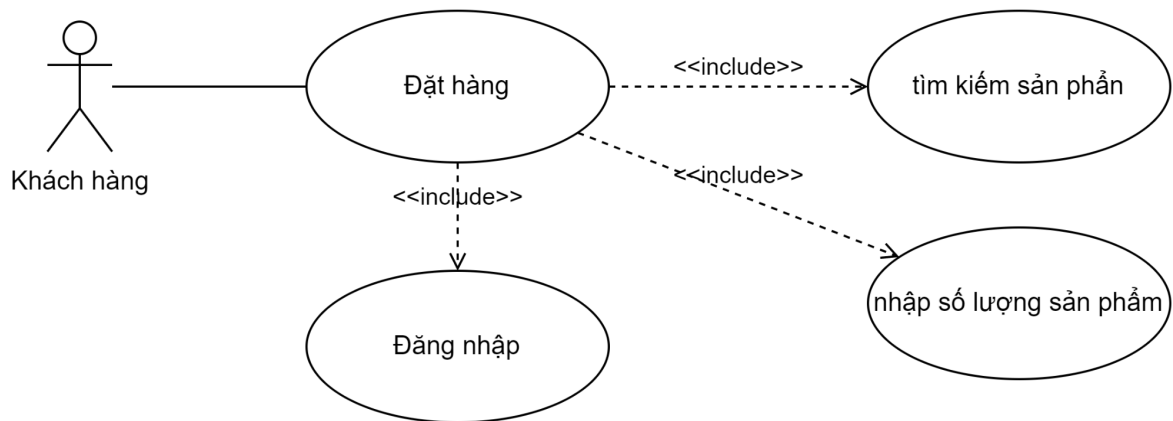 Đặt hàng
<<include>>
tìm kiếm sản phẩn
Khách hàng
<<include>>
<<include>>
nhập số lượng sản phẩm
Đăng nhập